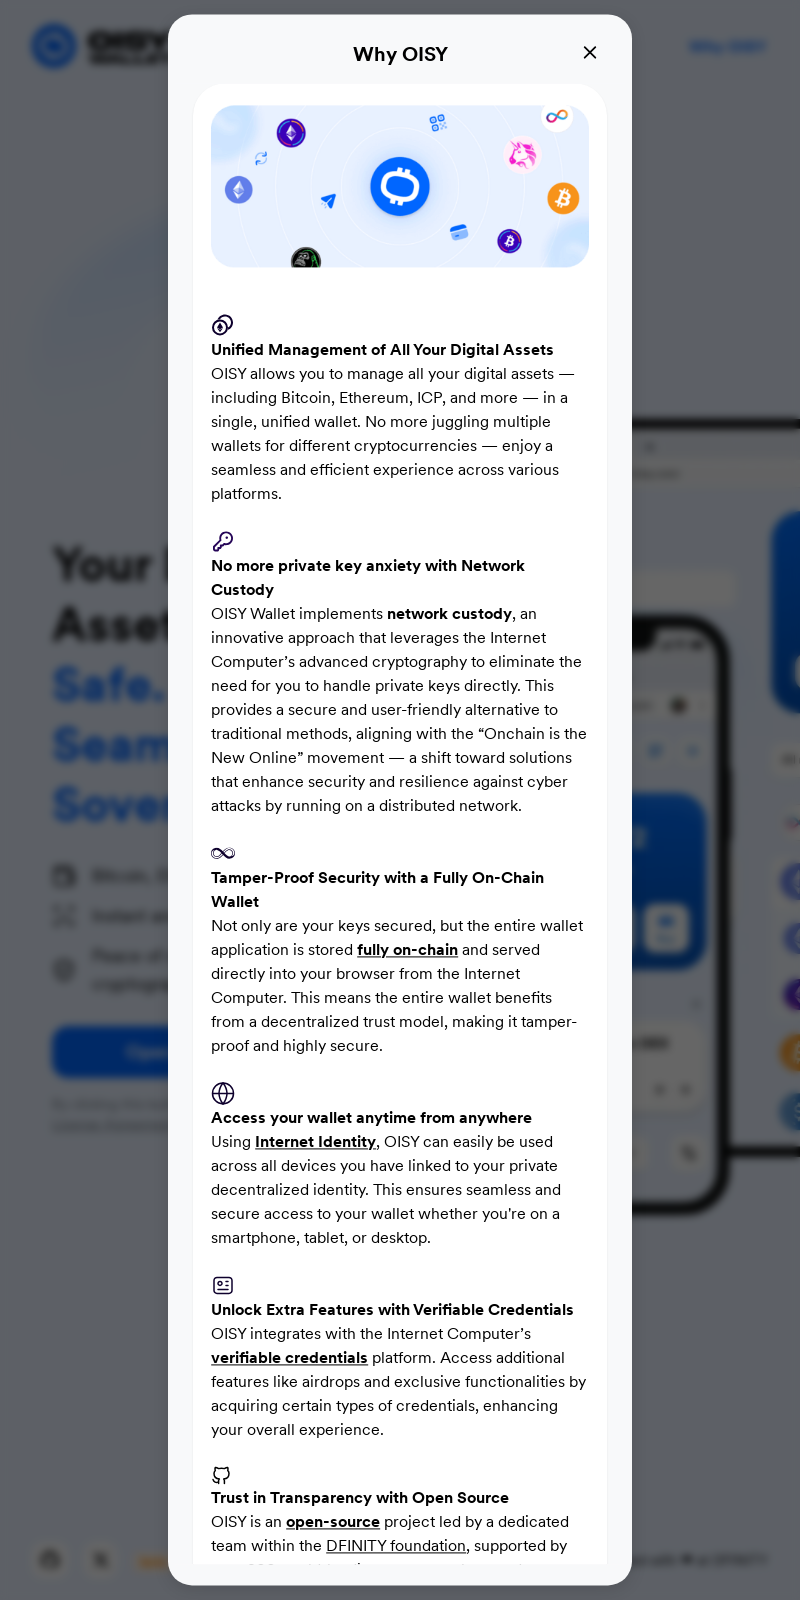 OISY
Why OISY
Why OISY
Unified Management of All Your Digital Assets
OISY allows you to manage all your digital assets —
including Bitcoin, Ethereum, ICP, and more — in a
single, unified wallet. No more juggling multiple
wallets for different cryptocurrencies — enjoy a
seamless and efficient experience across various
platforms.
No more private key anxiety with Network
Custody
OISY Wallet implements network custody, an
innovative approach that leverages the Internet
Computer’s advanced cryptography to eliminate the
need for you to handle private keys directly. This
provides a secure and user-friendly alternative to
traditional methods, aligning with the “Onchain is the
New Online” movement — a shift toward solutions
that enhance security and resilience against cyber
attacks by running on a distributed network.
Tamper-Proof Security with a Fully On-Chain
Wallet
Not only are your keys secured, but the entire wallet
application is stored fully on-chain and served
directly into your browser from the Internet
Computer. This means the entire wallet benefits
from a decentralized trust model, making it tamper-
proof and highly secure.
Access your wallet anytime from anywhere
Using Internet Identity, OISY can easily be used
across all devices you have linked to your private
decentralized identity. This ensures seamless and
secure access to your wallet whether you're on a
smartphone, tablet, or desktop.
Unlock Extra Features with Verifiable Credentials
OISY integrates with the Internet Computer’s
verifiable credentials platform. Access additional
features like airdrops and exclusive functionalities by
acquiring certain types of credentials, enhancing
your overall experience.
Trust in Transparency with Open Source
OISY is an open-source project led by a dedicated
team within the DFINITY foundation, supported by
Your
Safe.